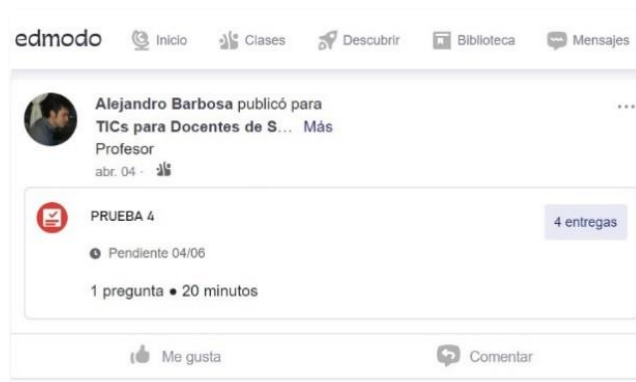 edmodo Inicio Clases Descubrir Biblioteca Mensajes
Alejandro Barbosa publicó para
TICs para Docentes de S... Más
Profesor
abr. 04 ·
PRUEBA 4
4 entregas
Pendiente 04/06
1 pregunta ● 20 minutos
Me gusta Comentar